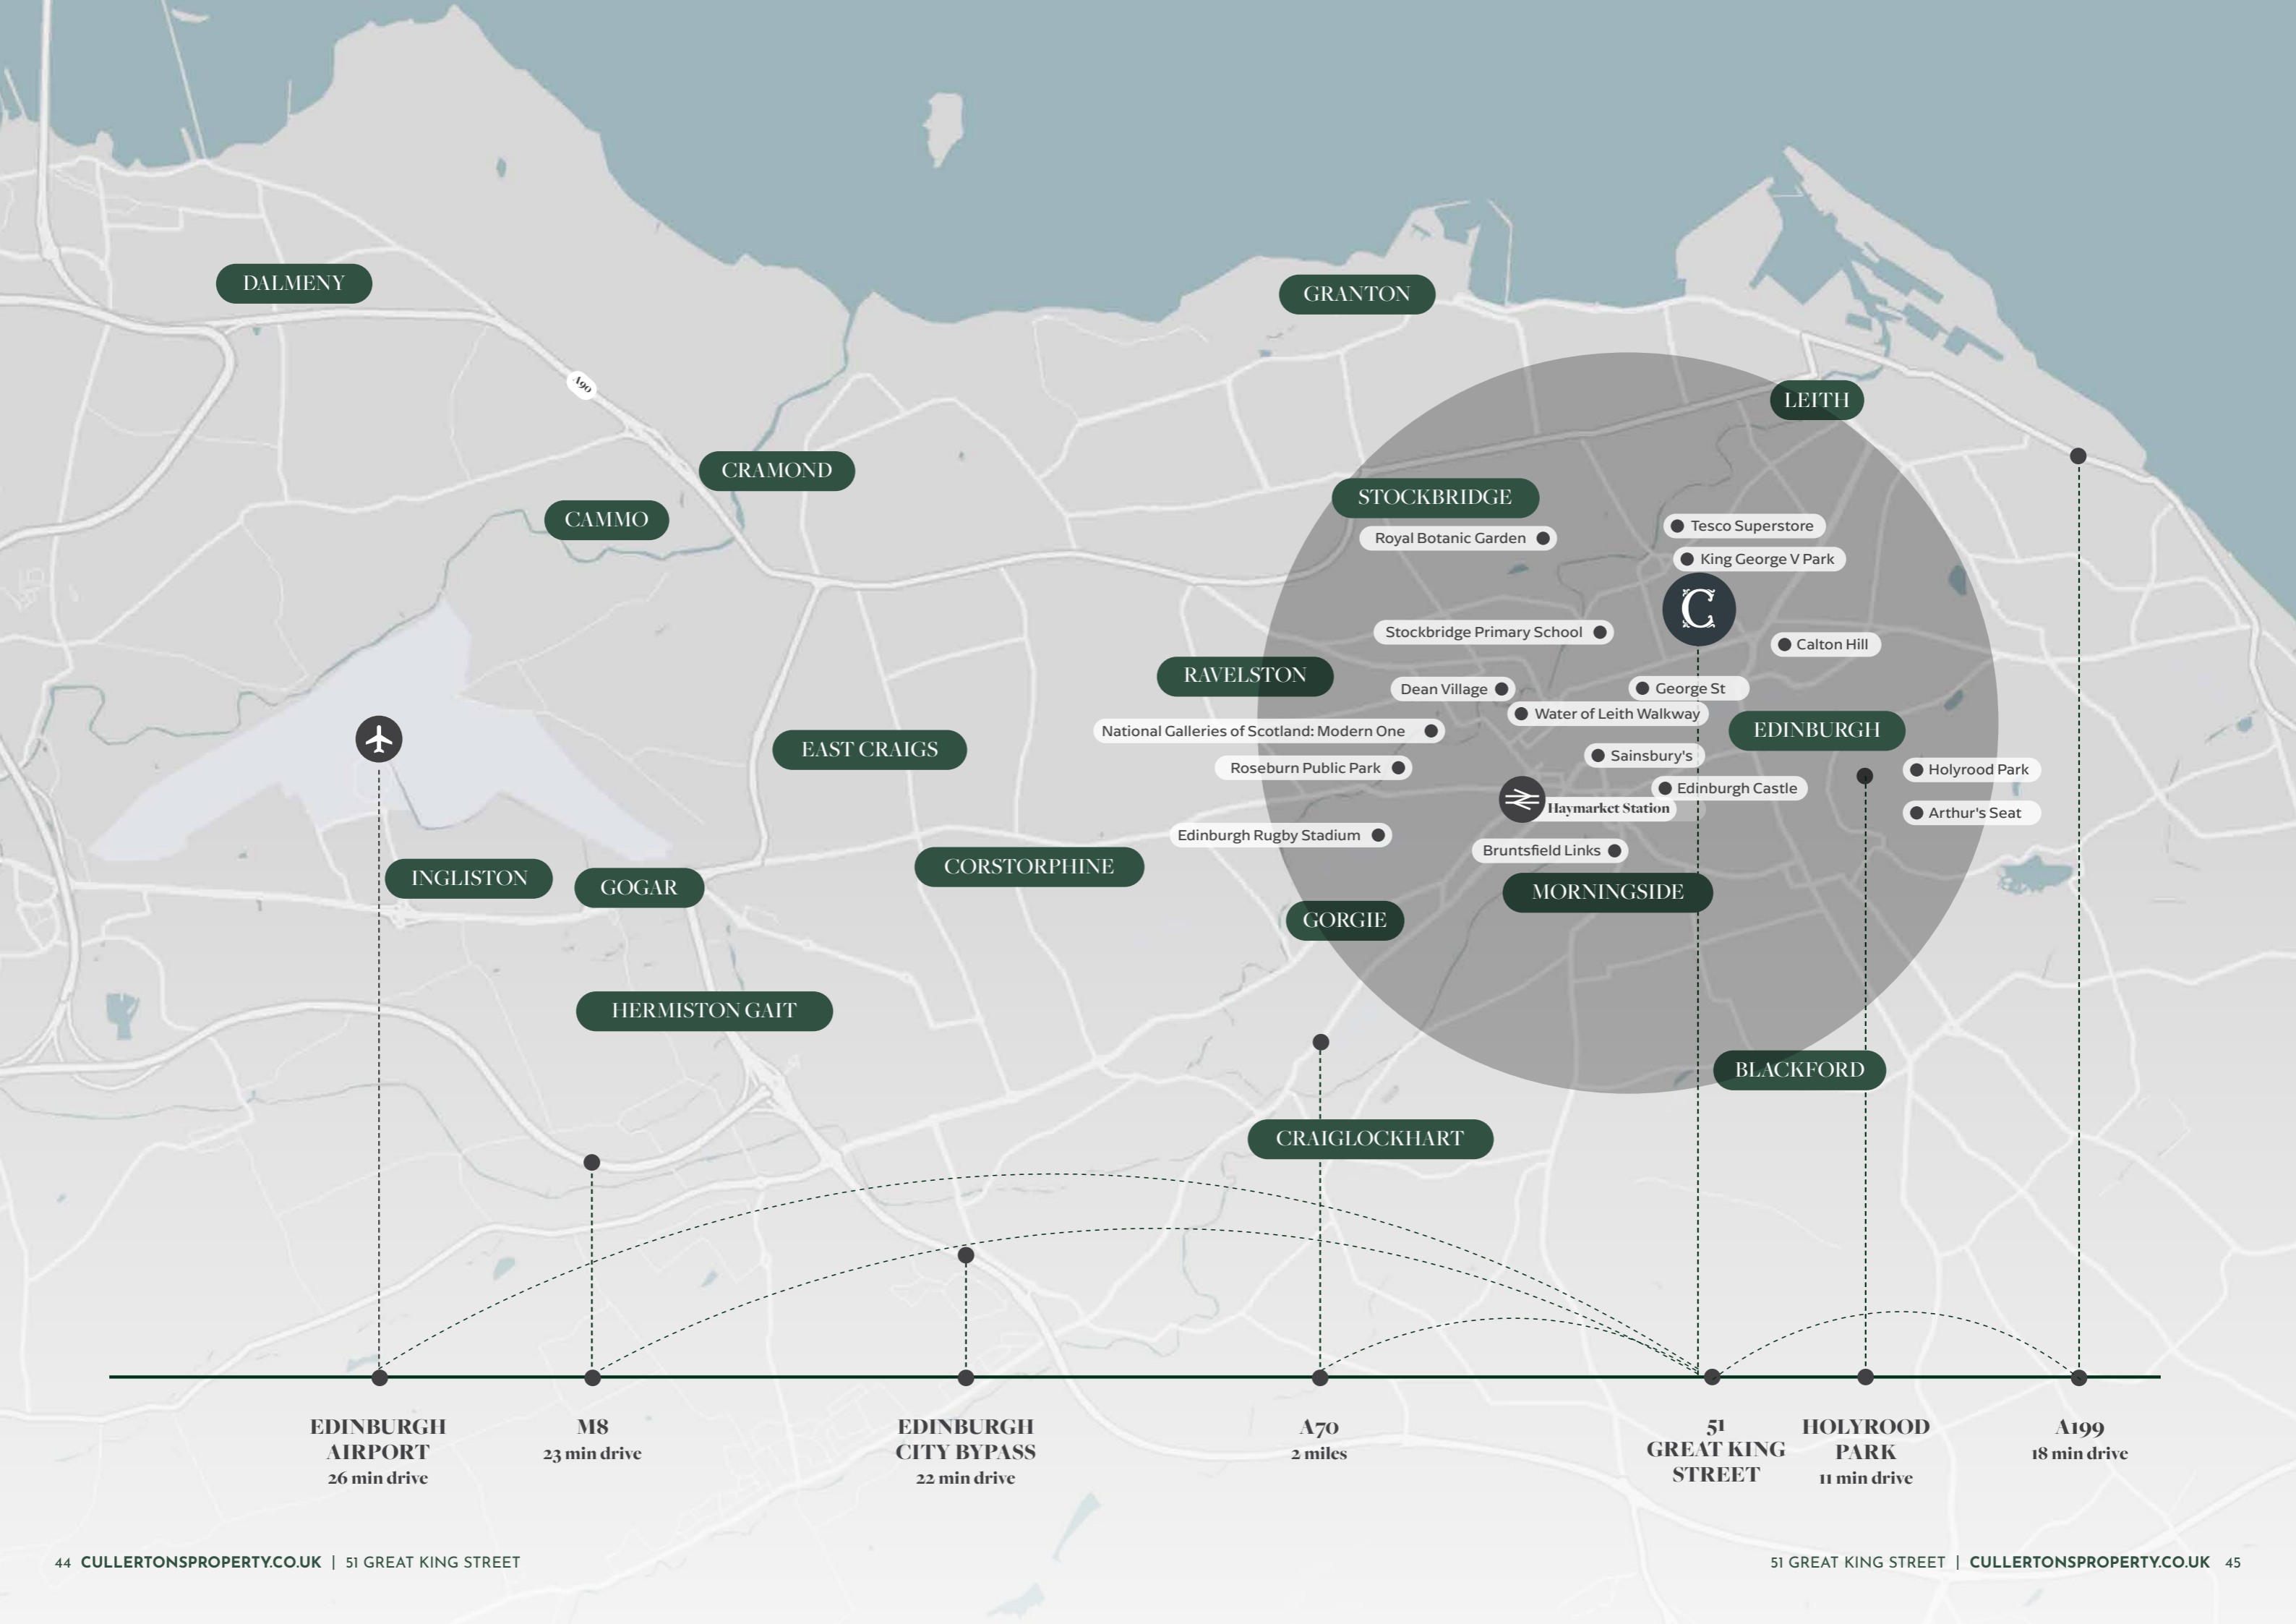 DALMENY
GRANTON
A90
LEITH
CRAMOND
STOCKBRIDGE
CAMMO
Tesco Superstore
Royal Botanic Garden
King George V Park
C
Stockbridge Primary School
Calton Hill
RAVELSTON
Dean Village
George St
Water of Leith Walkway
National Galleries of Scotland: Modern One
EDINBURGH
EAST CRAIGS
Sainsbury's
Roseburn Public Park
Holyrood Park
Edinburgh Castle
Haymarket Station
Arthur's Seat
Edinburgh Rugby Stadium
Bruntsfield Links
CORSTORPHINE
INGLISTON
GOGAR
MORNINGSIDE
GORGIE
HERMISTON GAIT
BLACKFORD
CRAIGLOCKHART
EDINBURGH
AIRPORT
26 min drive
M8
23 min drive
EDINBURGH
CITY BYPASS
22 min drive
A70
2 miles
51
GREAT KING
STREET
HOLYROOD
PARK
11 min drive
A199
18 min drive
44 CULLERTONSPROPERTY.CO.UK | 51 GREAT KING STREET
51 GREAT KING STREET | CULLERTONSPROPERTY.CO.UK 45